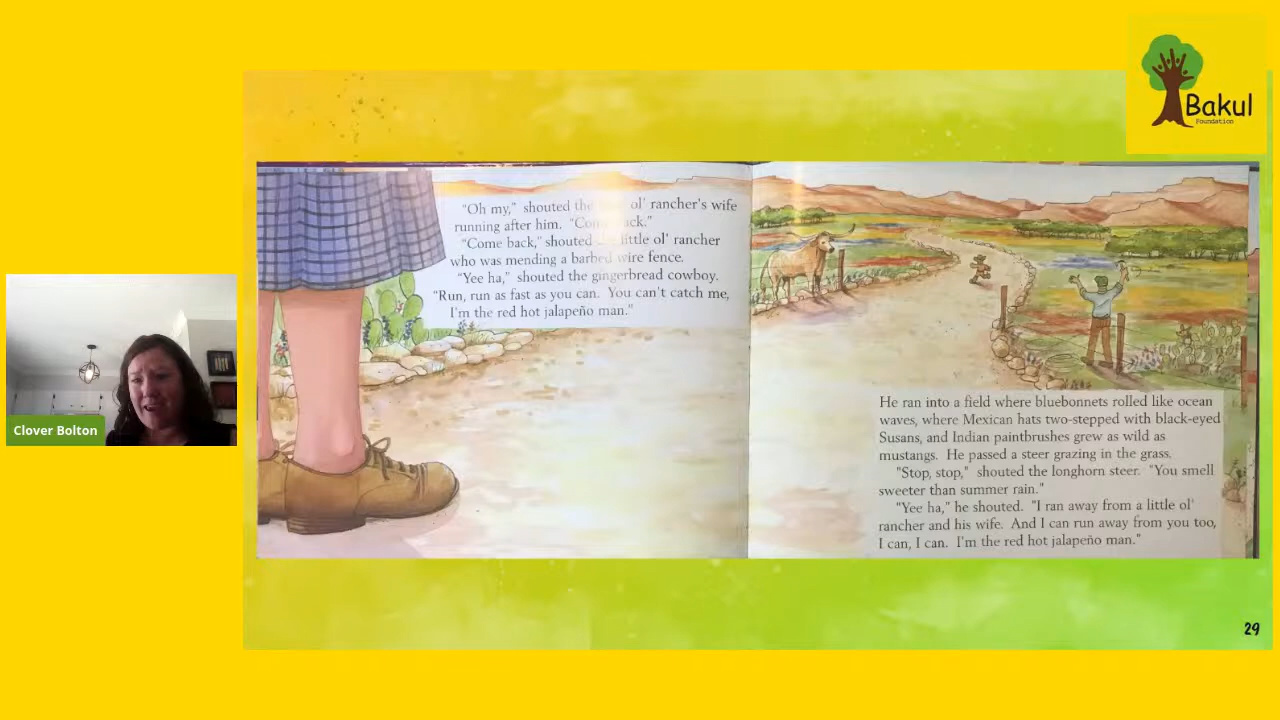 Bakul
Foundation
"Oh my," shouted the ol' rancher's wife
running after him. "Come back."
"Come back," shouted the little ol' rancher
who was mending a barbed wire fence.
"Yee ha," shouted the gingerbread cowboy.
"Run, run as fast as you can. You can't catch me,
I'm the red hot jalapeño man."
He ran into a field where bluebonnets rolled like ocean
waves, where Mexican hats two-stepped with black-eyed
Susans, and Indian paintbrushes grew as wild as
mustangs. He passed a steer grazing in the grass.
"Stop, stop," shouted the longhorn steer. "You smell
sweeter than summer rain."
"Yee ha," he shouted. "I ran away from a little ol'
rancher and his wife. And I can run away from you too,
I can, I can. I'm the red hot jalapeño man."
Clover Bolton
29